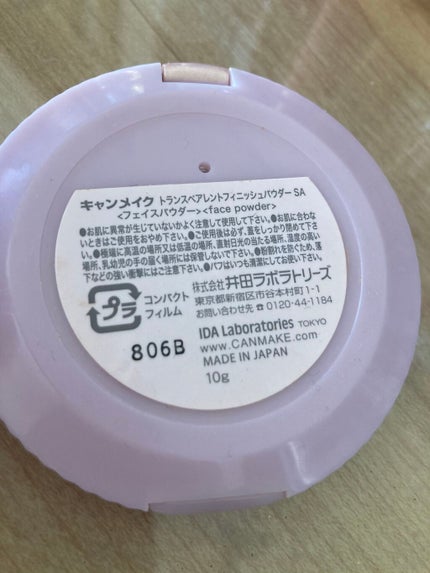 キャンメイク トランスペアレントフィニッシュパウダー SA
<フェイスパウダー><face powder>
●お肌に異常が生じていないかよく注意して使用して下さい。●お肌に合わな
いときはご使用をおやめ下さい。●ご使用後は必ず、蓋をしっかり閉めて下さ
い。●極端に高温の場所又は低温の場所、直射日光の当たる場所、湿度の高い
場所、乳幼児の手の届く場所には保管しないで下さい。●粉割れを防ぐため、落
下などの強い衝撃にはご注意下さい。●パフはいつも清潔にしてお使い下さい。
プラ
コンパクト
フィルム
株式会社 井田ラボラトリーズ
東京都新宿区市谷本村町1-1
お問い合わせ先 ☎ 0120-44-1184
806B
IDA Laboratories TOKYO
www.CANMAKE.com
MADE IN JAPAN
10g